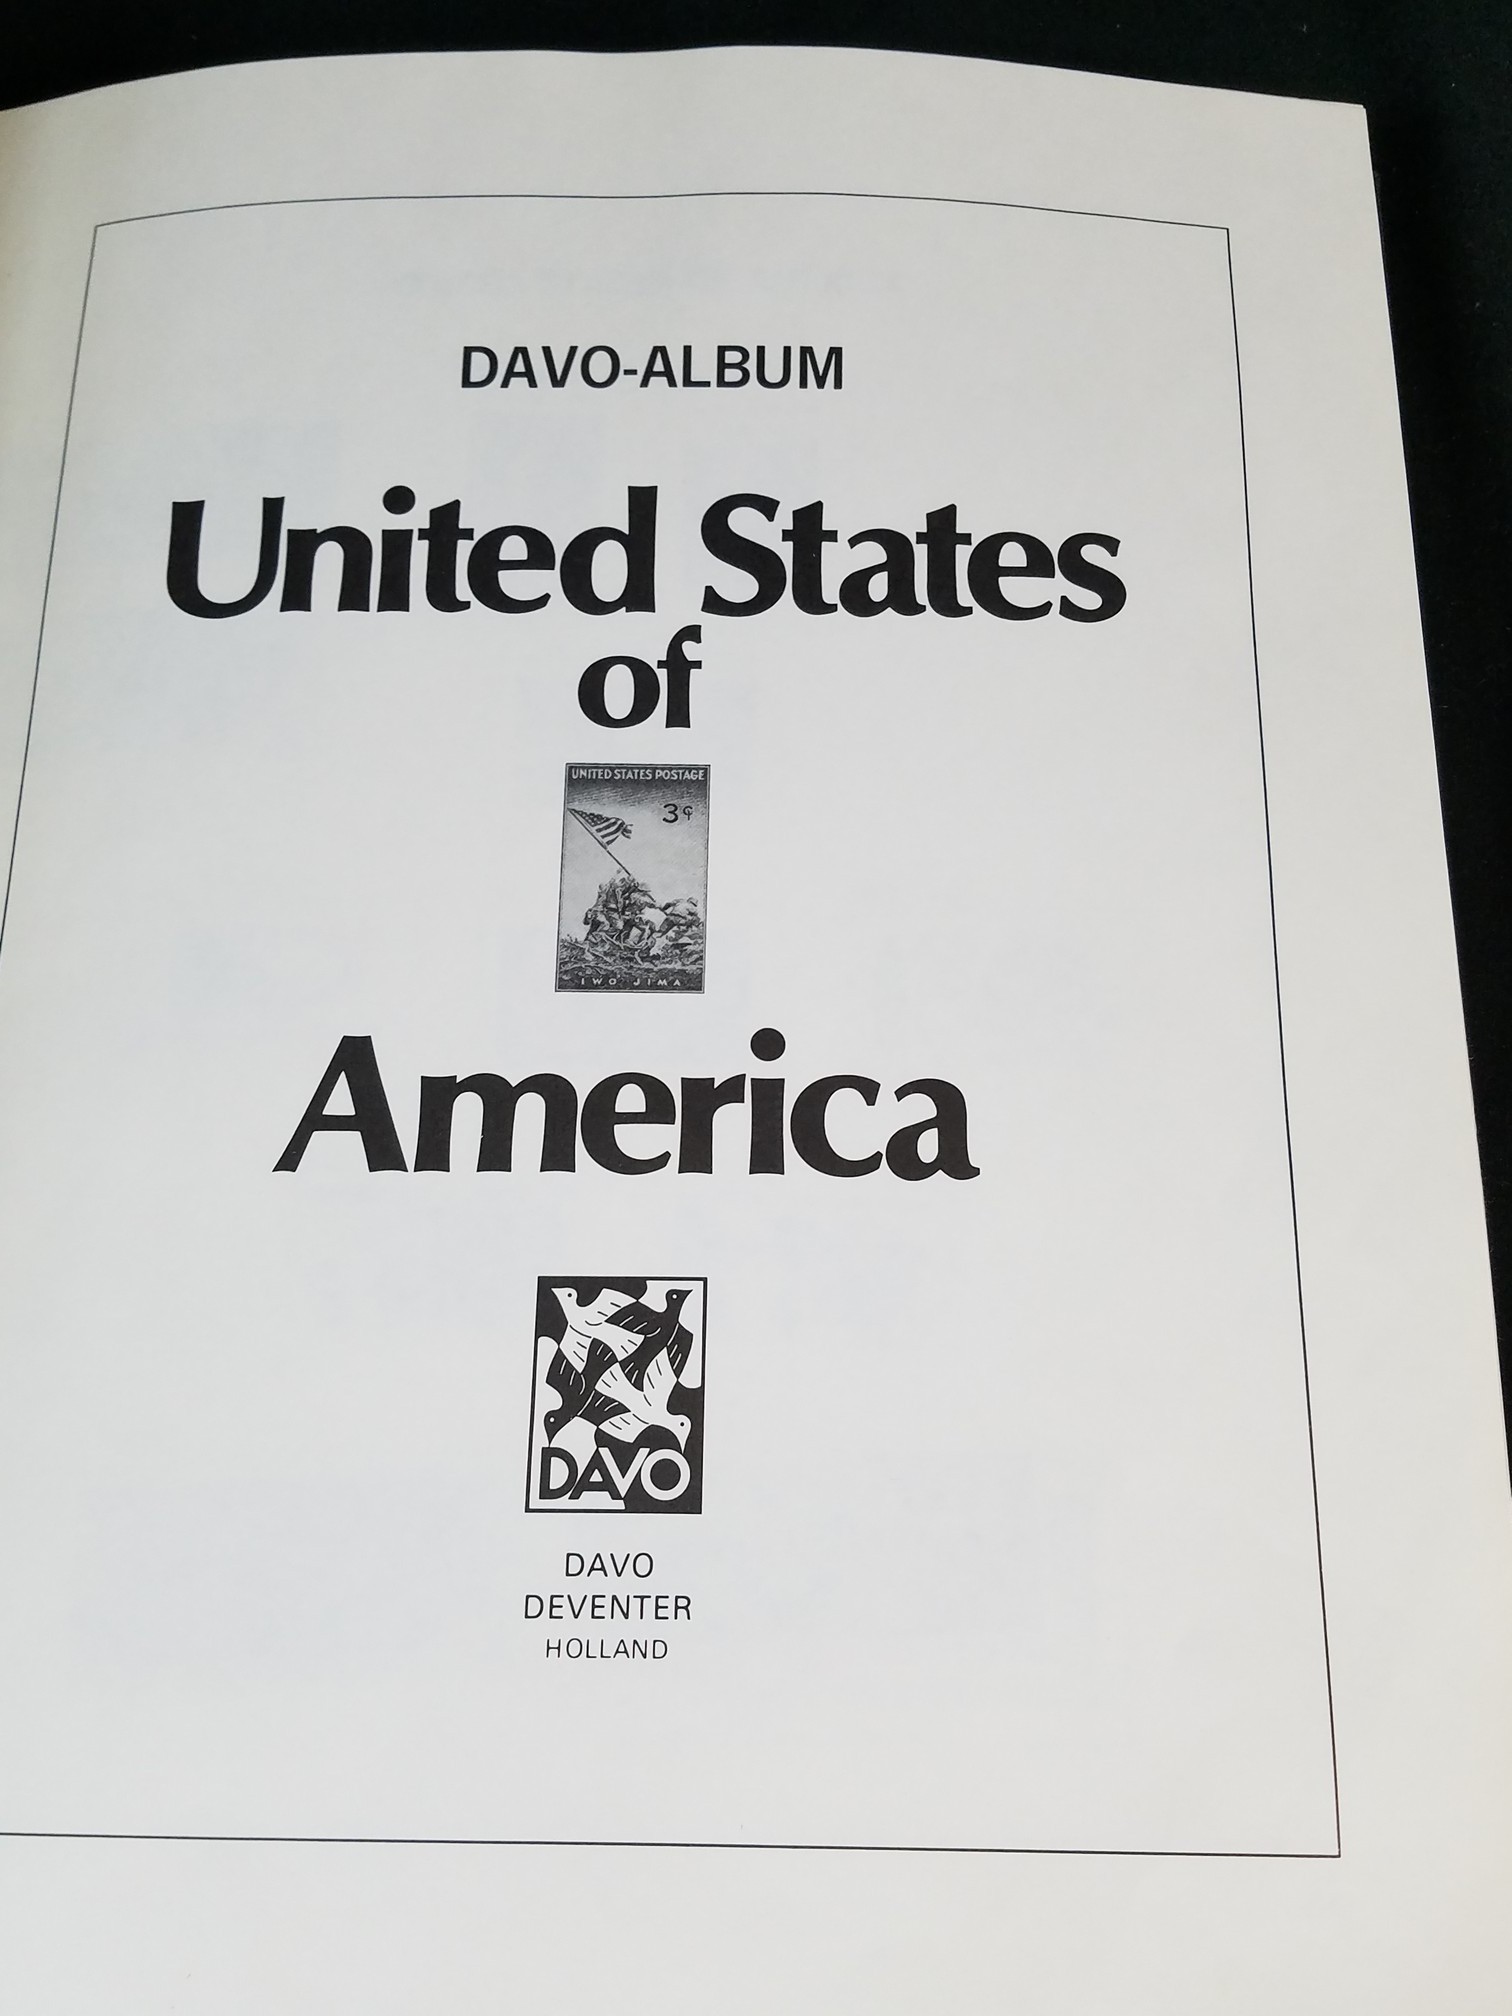 DAVO-ALBUM
United States
of
UNITED STATES POSTAGE
3¢
IWO JIMA
America
DAVO
DAVO
DEVENTER
HOLLAND